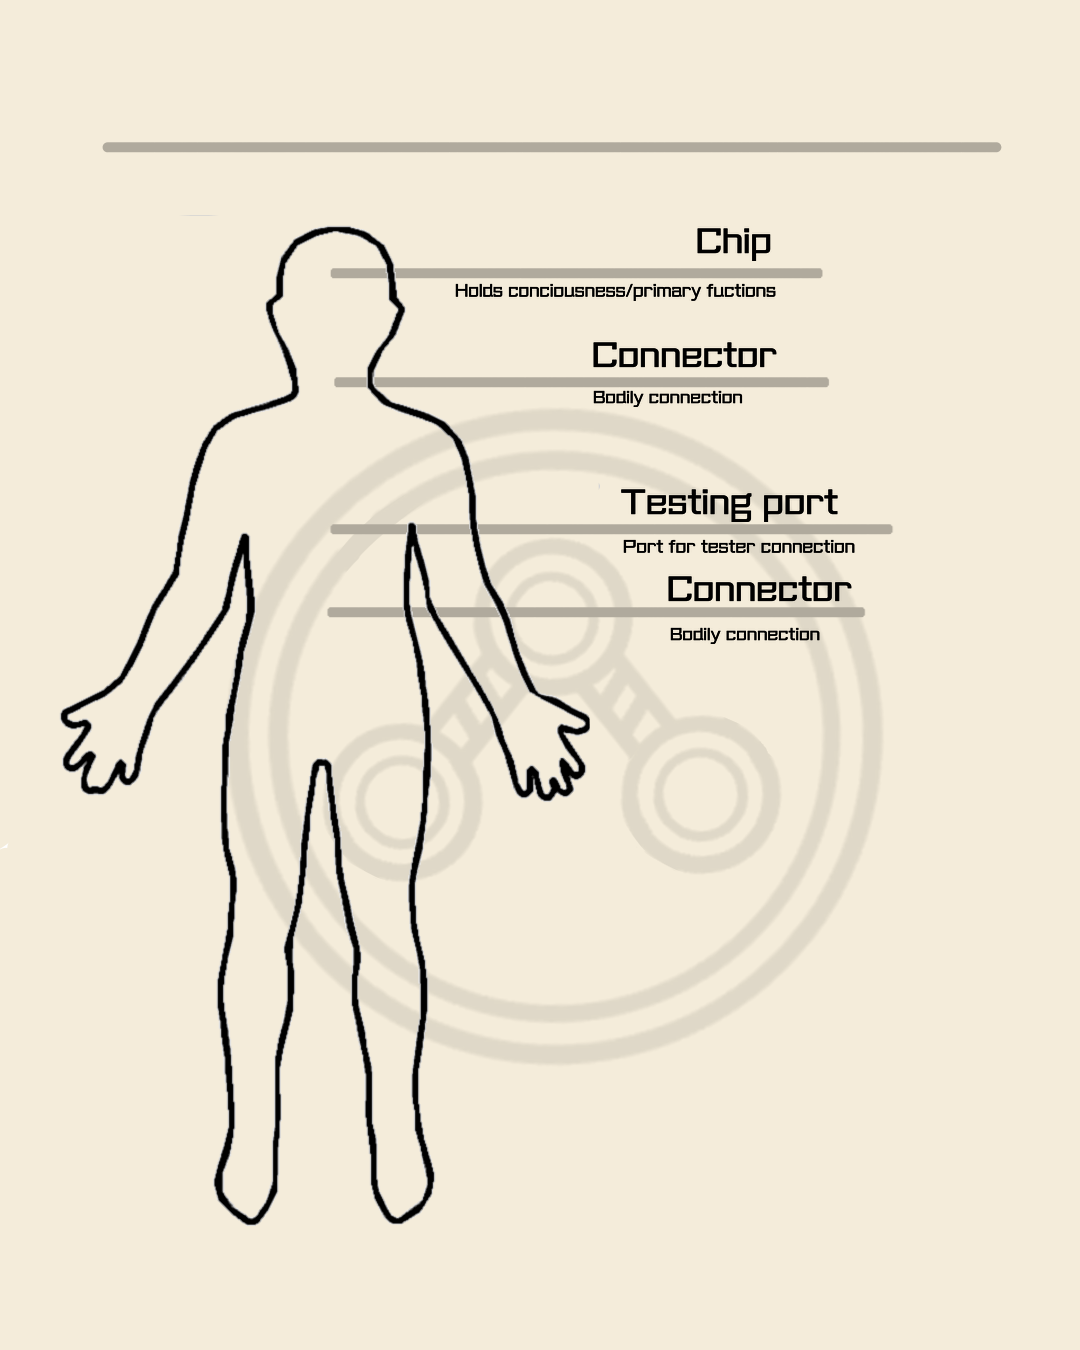 Chip
Holds conciousness/primary fuctions
Connector
Bodily connection
Testing port
Port for tester connection
Connector
Bodily connection